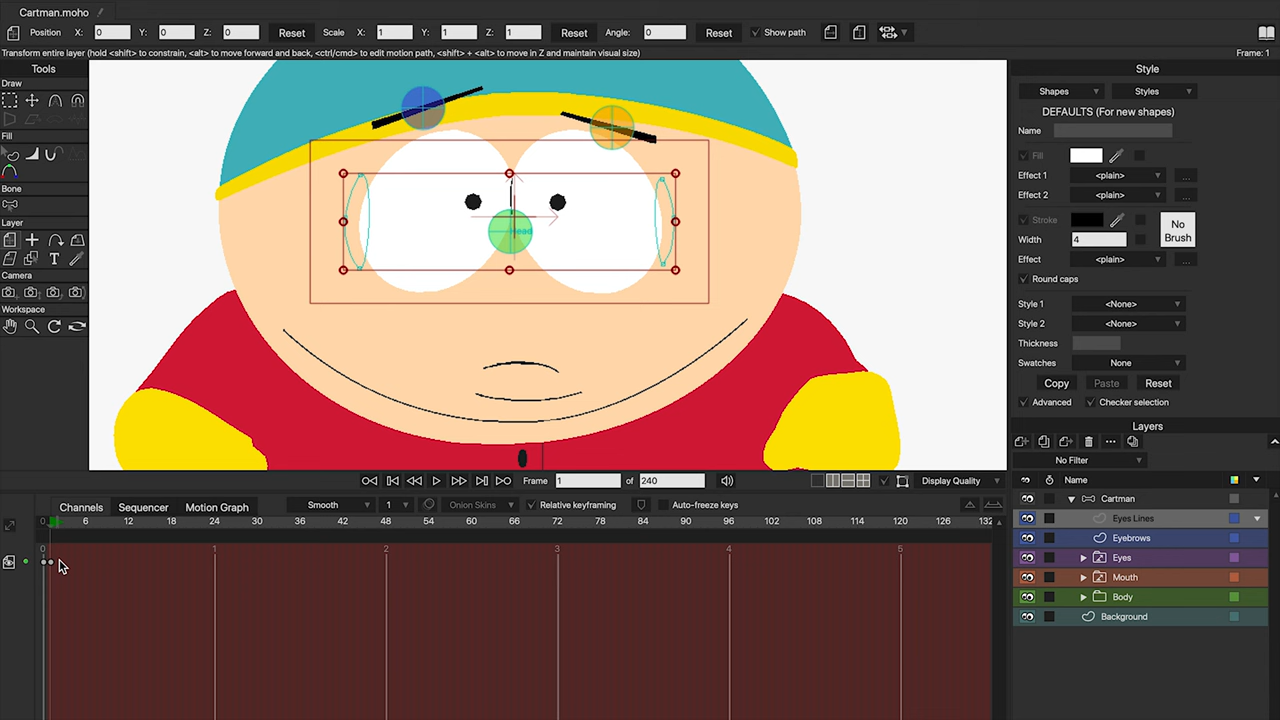 Cartman.moho
Position X: 0 Y: 0 Z: 0 Reset Scale X: 1 Y: 1 Z: 1 Reset Angle: 0 Reset Show path
Transform entire layer (hold <shift> to constrain, <alt> to move forward and back, <ctrl/cmd> to edit motion path, <shift> + <alt> to move in Z and maintain visual size) Frame: 1
Tools
Draw
Fill
Bone
Layer
Camera
Workspace
Head
Style
Shapes Styles
DEFAULTS (For new shapes)
Name
Fill
Effect 1 <plain> ...
Effect 2 <plain> ...
Stroke
No Brush
Width 4
Effect <plain> ...
Round caps
Style 1 <None>
Style 2 <None>
Thickness
Swatches None
Copy Paste Reset
Advanced Checker selection
Layers
No Filter
Name
Cartman
Eyes Lines
Eyebrows
Eyes
Mouth
Body
Background
Frame 1 of 240 Display Quality
Channels Sequencer Motion Graph Smooth 1 Onion Skins Relative keyframing Auto-freeze keys
0 6 12 18 24 30 36 42 48 54 60 66 72 78 84 90 96 102 108 114 120 126 132
0 1 2 3 4 5